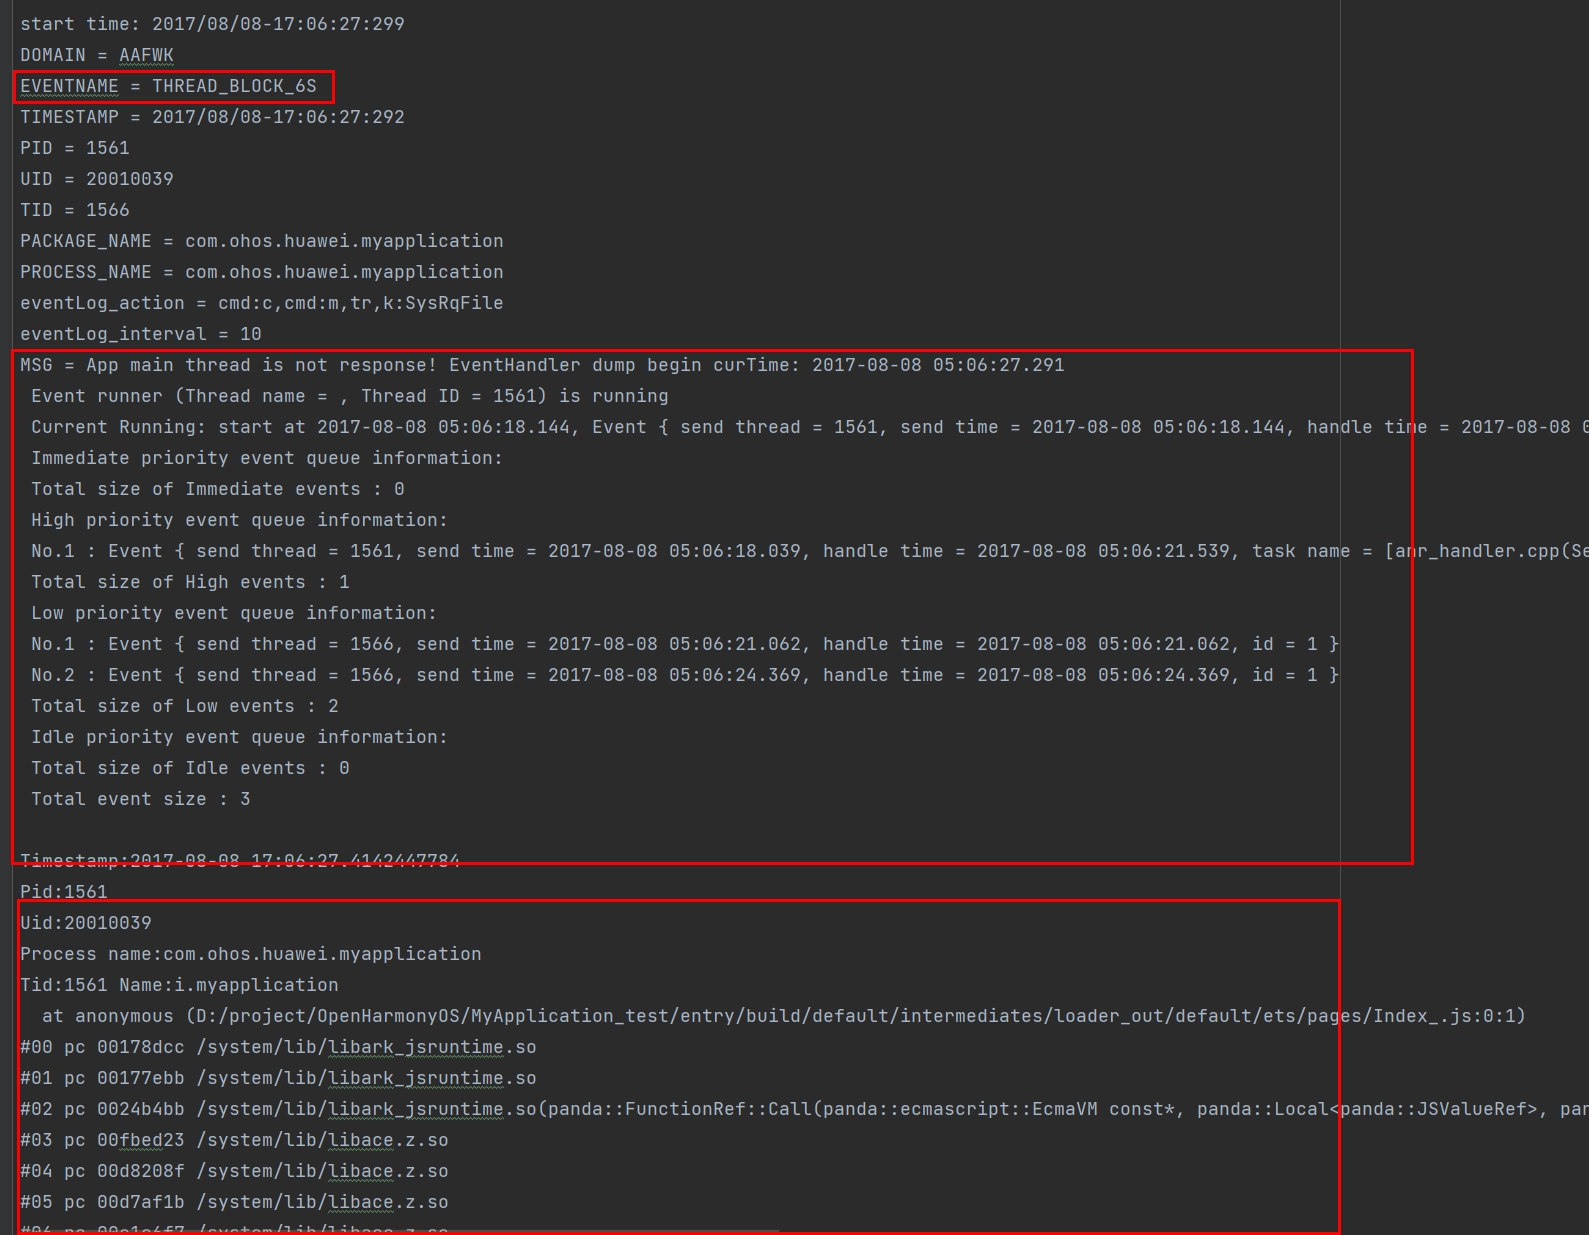 start time: 2017/08/08-17:06:27:299
DOMAIN = AAFWK
EVENTNAME = THREAD_BLOCK_6S
TIMESTAMP = 2017/08/08-17:06:27:292
PID = 1561
UID = 20010039
TID = 1566
PACKAGE_NAME = com.ohos.huawei.myapplication
PROCESS_NAME = com.ohos.huawei.myapplication
eventLog_action = cmd:c,cmd:m,tr,k:SysRqFile
eventLog_interval = 10
MSG = App main thread is not response! EventHandler dump begin curTime: 2017-08-08 05:06:27.291
Event runner (Thread name = , Thread ID = 1561) is running
Current Running: start at 2017-08-08 05:06:18.144, Event { send thread = 1561, send time = 2017-08-08 05:06:18.144, handle time = 2017-08-08 0
Immediate priority event queue information:
Total size of Immediate events : 0
High priority event queue information:
No.1 : Event { send thread = 1561, send time = 2017-08-08 05:06:18.039, handle time = 2017-08-08 05:06:21.539, task name = [anr_handler.cpp(Se
Total size of High events : 1
Low priority event queue information:
No.1 : Event { send thread = 1566, send time = 2017-08-08 05:06:21.062, handle time = 2017-08-08 05:06:21.062, id = 1 }
No.2 : Event { send thread = 1566, send time = 2017-08-08 05:06:24.369, handle time = 2017-08-08 05:06:24.369, id = 1 }
Total size of Low events : 2
Idle priority event queue information:
Total size of Idle events : 0
Total event size : 3
Timestamp:2017-08-08 17:06:27.4142447784
Pid:1561
Uid:20010039
Process name:com.ohos.huawei.myapplication
Tid:1561 Name:i.myapplication
at anonymous (D:/project/OpenHarmonyOS/MyApplication_test/entry/build/default/intermediates/loader_out/default/ets/pages/Index_.js:0:1)
#00 pc 00178dcc /system/lib/libark_jsruntime.so
#01 pc 00177ebb /system/lib/libark_jsruntime.so
#02 pc 0024b4bb /system/lib/libark_jsruntime.so(panda::FunctionRef::Call(panda::ecmascript::EcmaVM const*, panda::Local<panda::JSValueRef>, pan
#03 pc 00fbed23 /system/lib/libace.z.so
#04 pc 00d8208f /system/lib/libace.z.so
#05 pc 00d7af1b /system/lib/libace.z.so
#06 pc /system/lib/libace.z.so